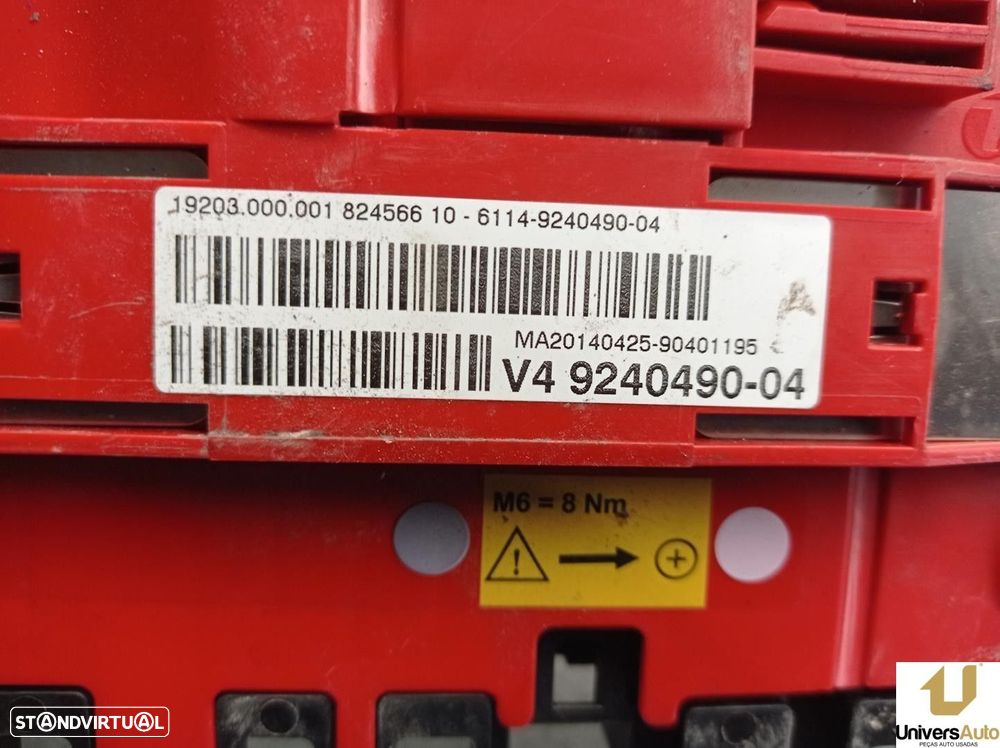 19203.000.001 824566 10 - 6114-9240490-04
MA20140425-90401195
V4 9240490-04
M6 = 8 Nm
STANDVIRTUAL
UniversAuto
PEÇAS AUTO USADAS